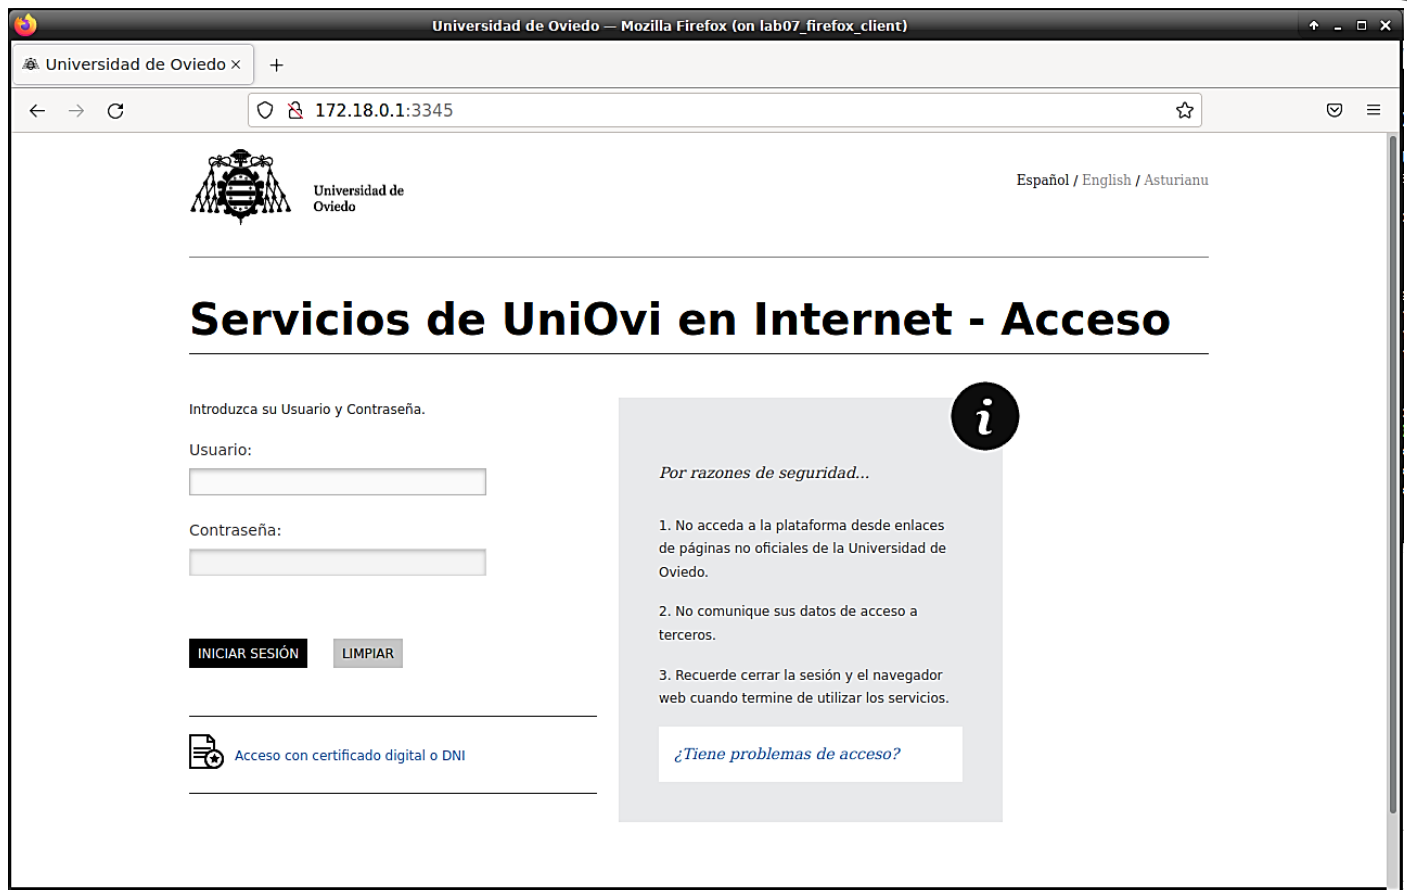 Universidad de Oviedo — Mozilla Firefox (on lab07_firefox_client)
Universidad de Oviedo
172.18.0.1:3345
Universidad de
Oviedo
Español / English / Asturianu
Servicios de UniOvi en Internet - Acceso
Introduzca su Usuario y Contraseña.
Usuario:
Contraseña:
INICIAR SESIÓN LIMPIAR
Acceso con certificado digital o DNI
i
Por razones de seguridad...
1. No acceda a la plataforma desde enlaces
de páginas no oficiales de la Universidad de
Oviedo.
2. No comunique sus datos de acceso a
terceros.
3. Recuerde cerrar la sesión y el navegador
web cuando termine de utilizar los servicios.
¿Tiene problemas de acceso?